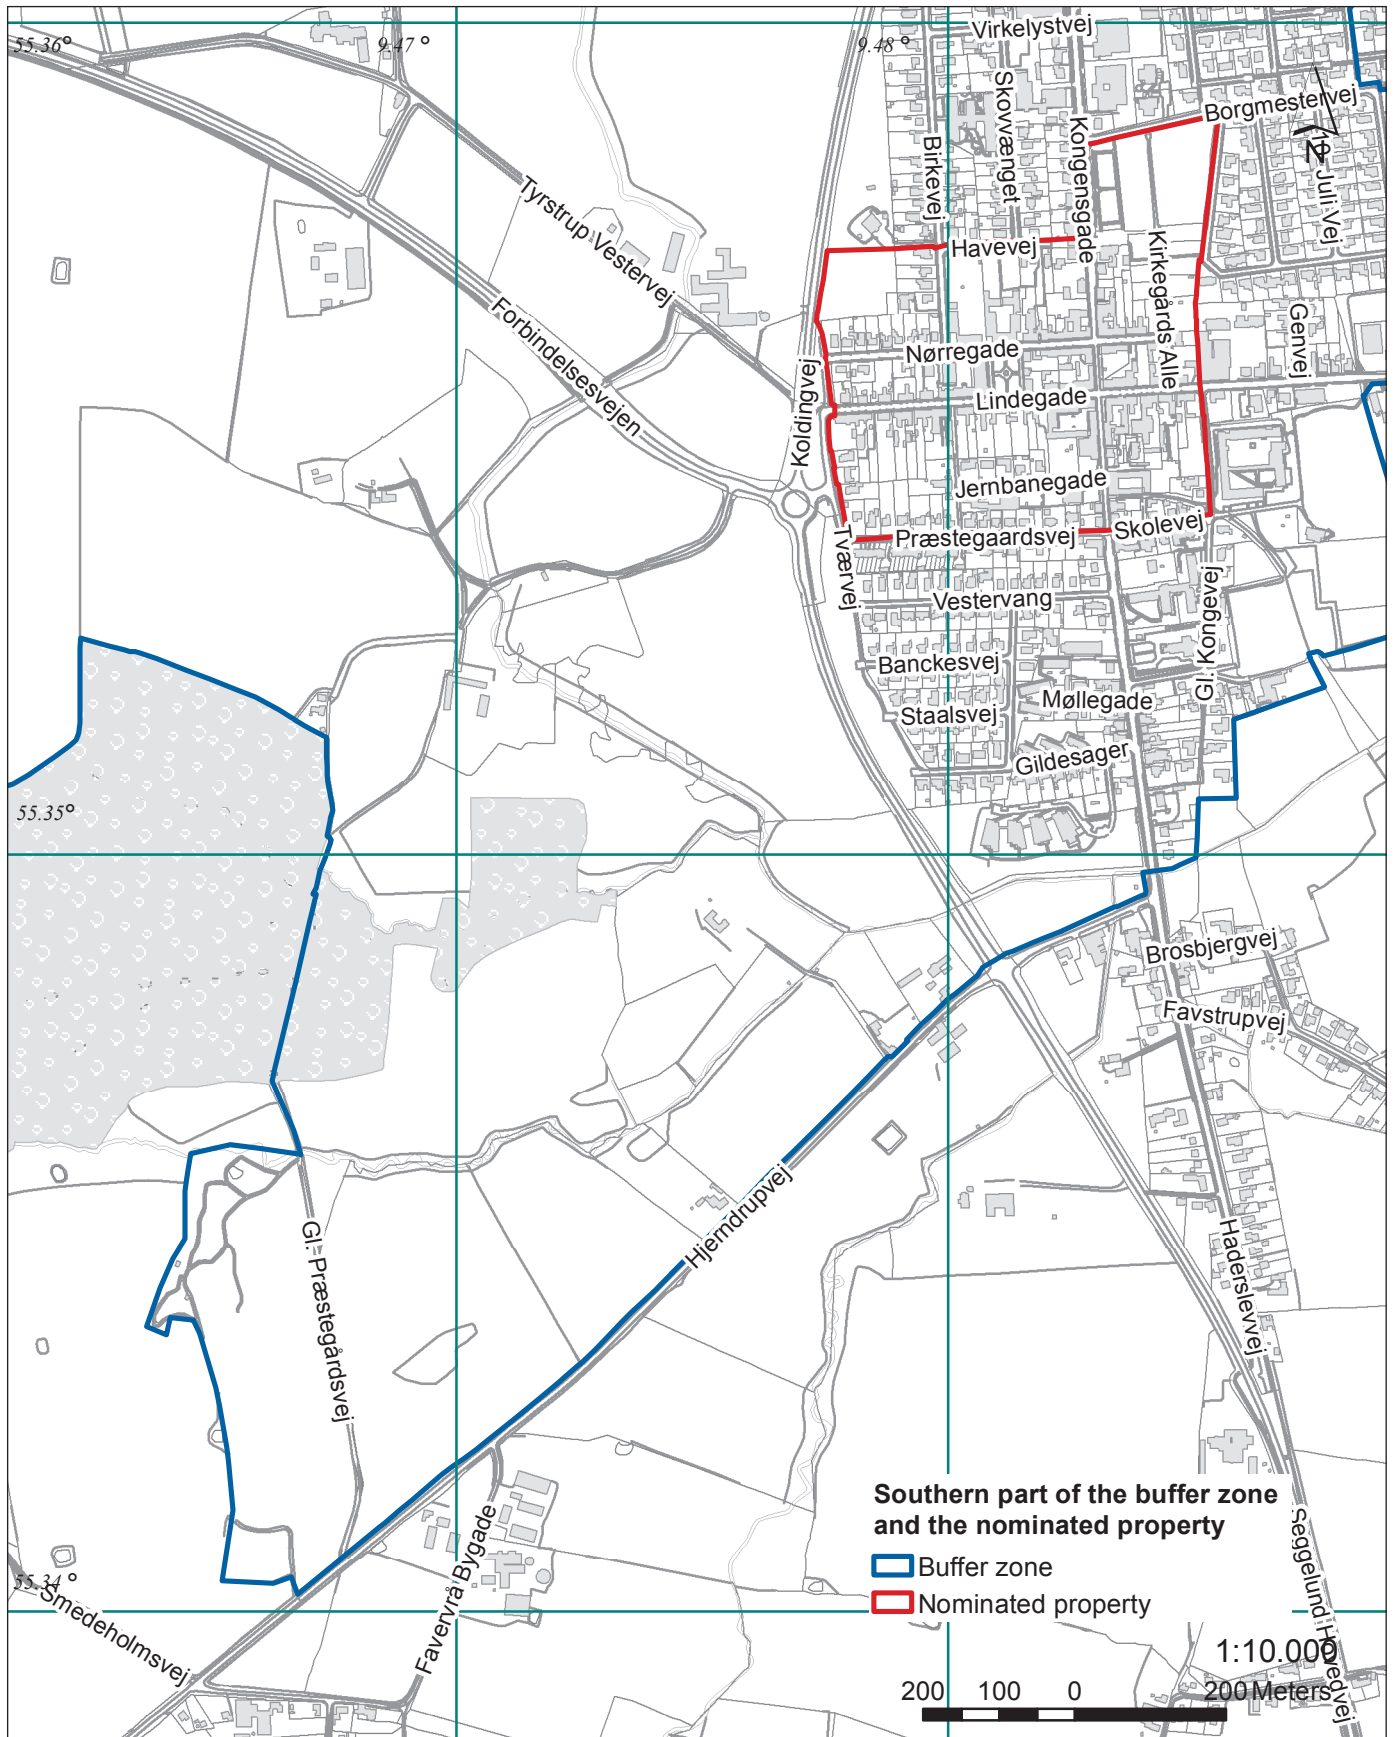 55.36°
9.47 °
9.48 °
Virkelystvej
Skovvænget
Borgmestervej
Kongensgade
Birkevej
N
10. Juli Vej
Tyrstrup Vestervej
Havevej
Kirkegårds Alle
Forbindelsesvejen
Genvej
Nørregade
Koldingvej
Lindegade
Jernbanegade
Skolevej
Præstegaardsvej
Tværvej
Vestervang
Gl. Kongevej
Banckesvej
Møllegade
Staalsvej
Gildesager
55.35°
Brosbjergvej
Favstrupvej
Hjerndrupvej
Gl. Præstegårdsvej
Haderslevvej
Southern part of the buffer zone
and the nominated property
Buffer zone
Nominated property
Seggelund Hovedvej
Favervrå Bygade
55.34 °
Smedeholmsvej
1:10.000
200 100 0 200 Meters